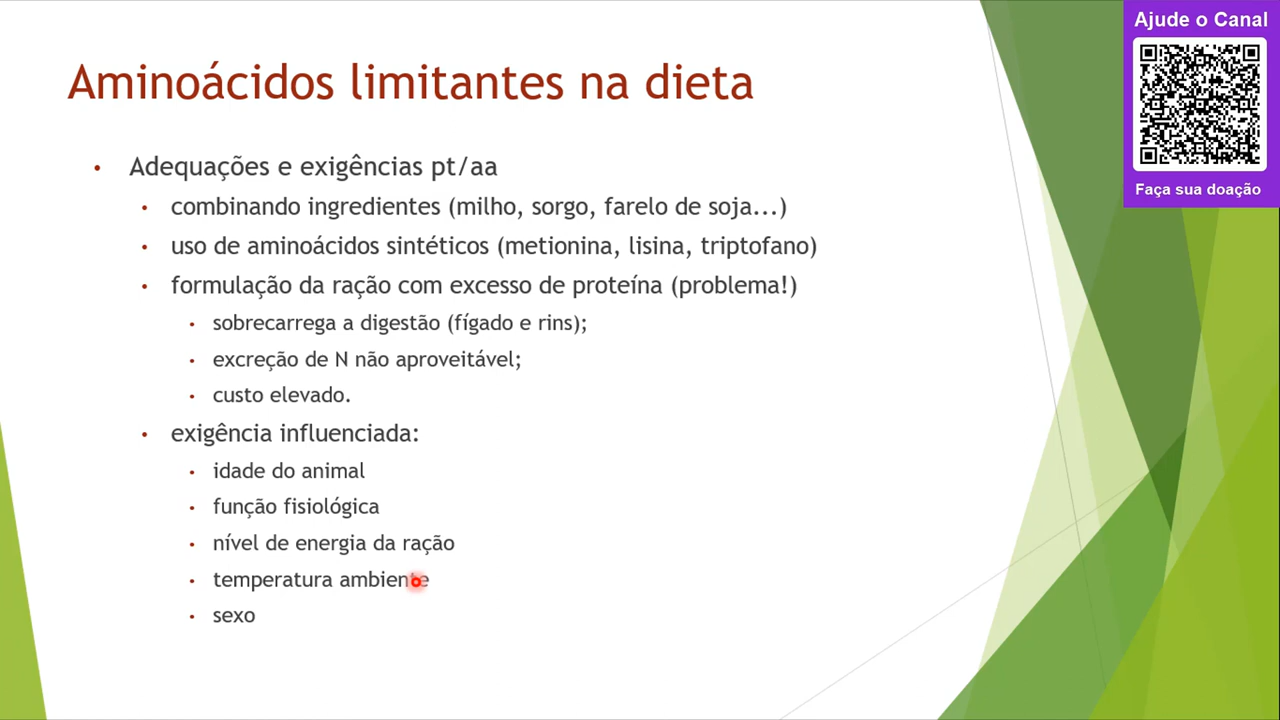 Ajude o Canal
Aminoácidos limitantes na dieta
• Adequações e exigências pt/aa
• combinando ingredientes (milho, sorgo, farelo de soja...)
• uso de aminoácidos sintéticos (metionina, lisina, triptofano)
Faça sua doação
• formulação da ração com excesso de proteína (problema!)
• sobrecarrega a digestão (fígado e rins);
• excreção de N não aproveitável;
• custo elevado.
• exigência influenciada:
• idade do animal
• função fisiológica
• nível de energia da ração
• temperatura ambiente
• sexo